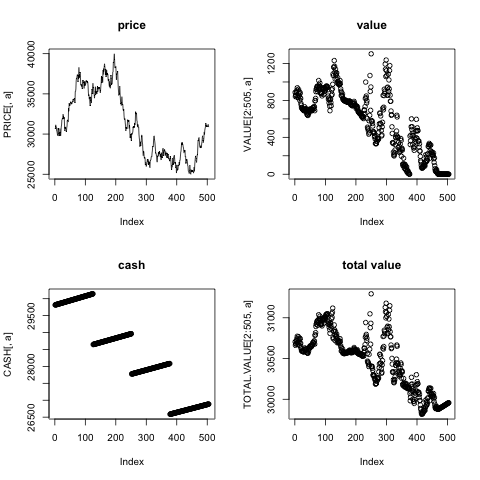 price
PRICE[, a]
25000 30000 35000 40000
0 100 200 300 400 500
Index
value
VALUE[2:505, a]
0 400 800 1200
0 100 200 300 400 500
Index
cash
CASH[, a]
26500 28000 29500
0 100 200 300 400 500
Index
total value
TOTAL.VALUE[2:505, a]
30000 30500 31000
0 100 200 300 400 500
Index